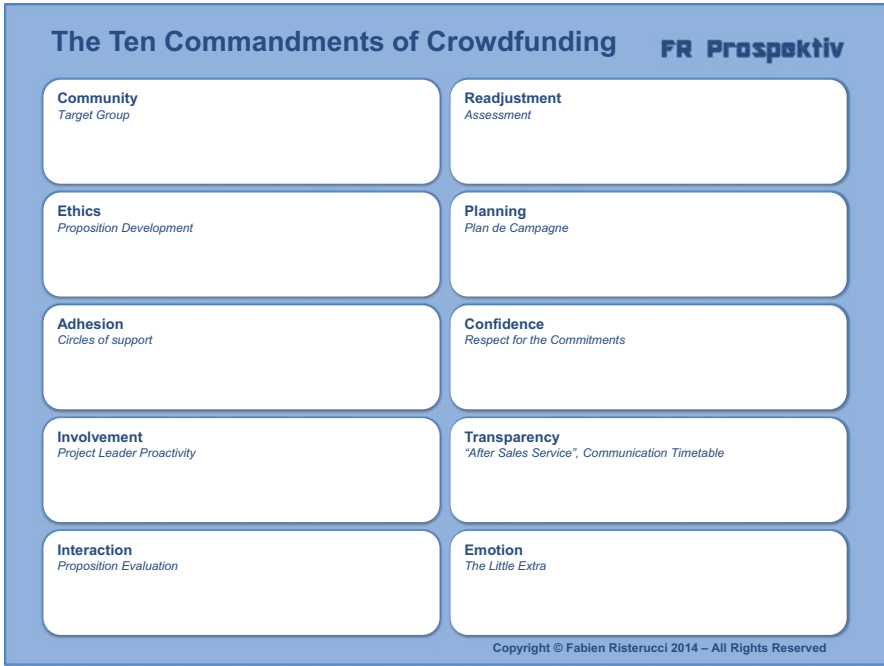 The Ten Commandments of Crowdfunding
FR Prospektiv
Community
Target Group
Ethics
Proposition Development
Adhesion
Circles of support
Involvement
Project Leader Proactivity
Interaction
Proposition Evaluation
Readjustment
Assessment
Planning
Plan de Campagne
Confidence
Respect for the Commitments
Transparency
“After Sales Service”, Communication Timetable
Emotion
The Little Extra
Copyright © Fabien Risterucci 2014 – All Rights Reserved